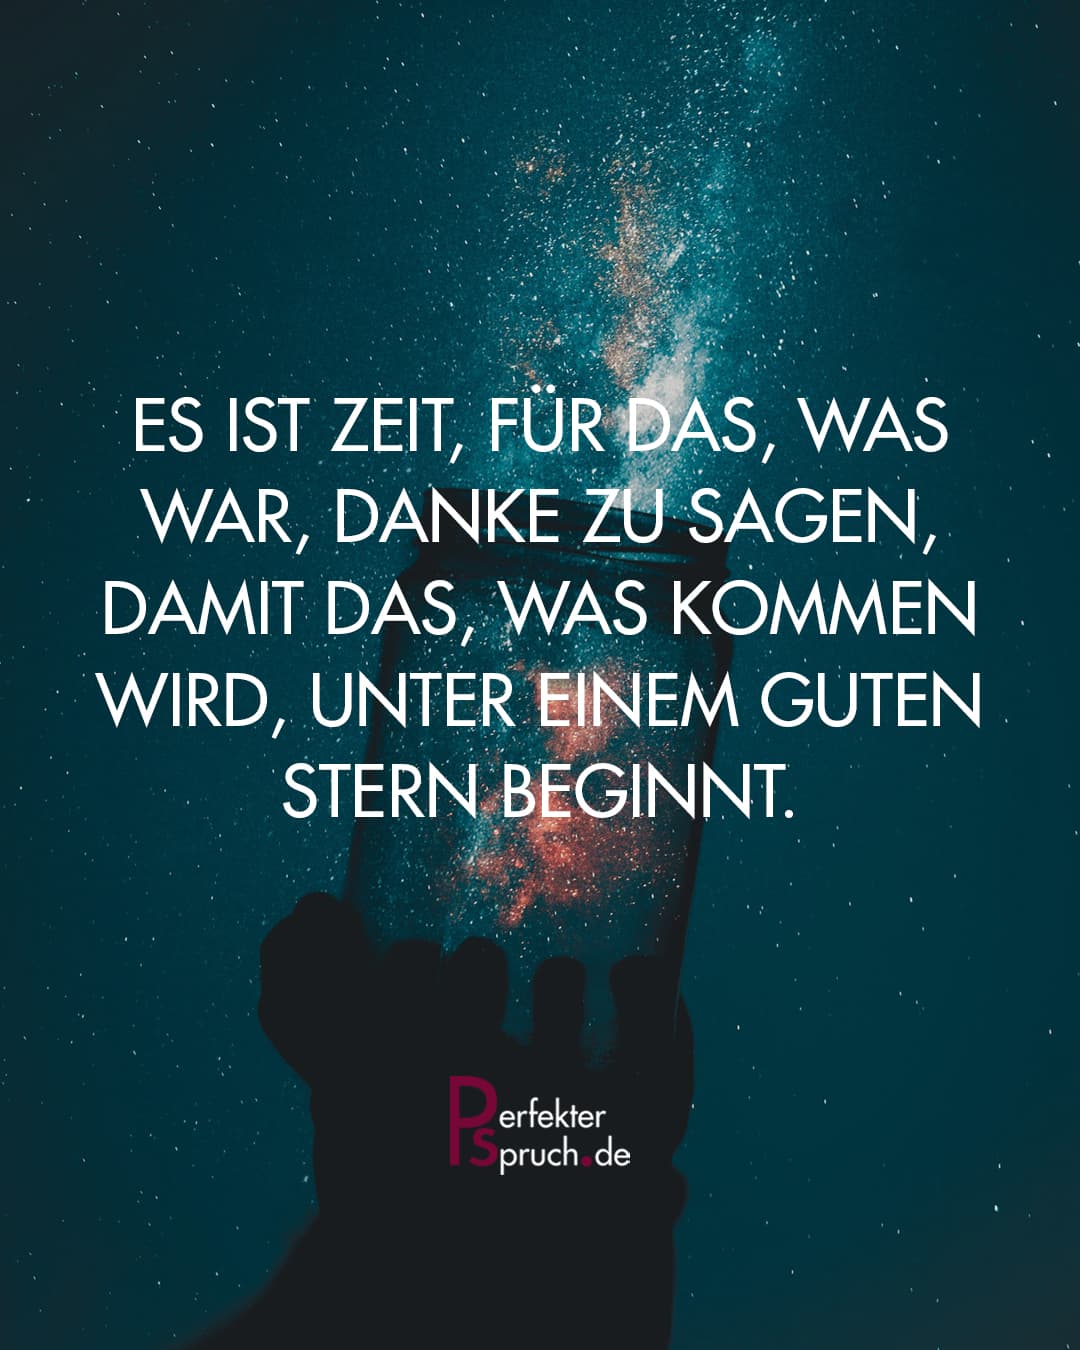 ES IST ZEIT, FÜR DAS, WAS
WAR, DANKE ZU SAGEN,
DAMIT DAS, WAS KOMMEN
WIRD, UNTER EINEM GUTEN
STERN BEGINNT.
Perfekter
Spruch.de